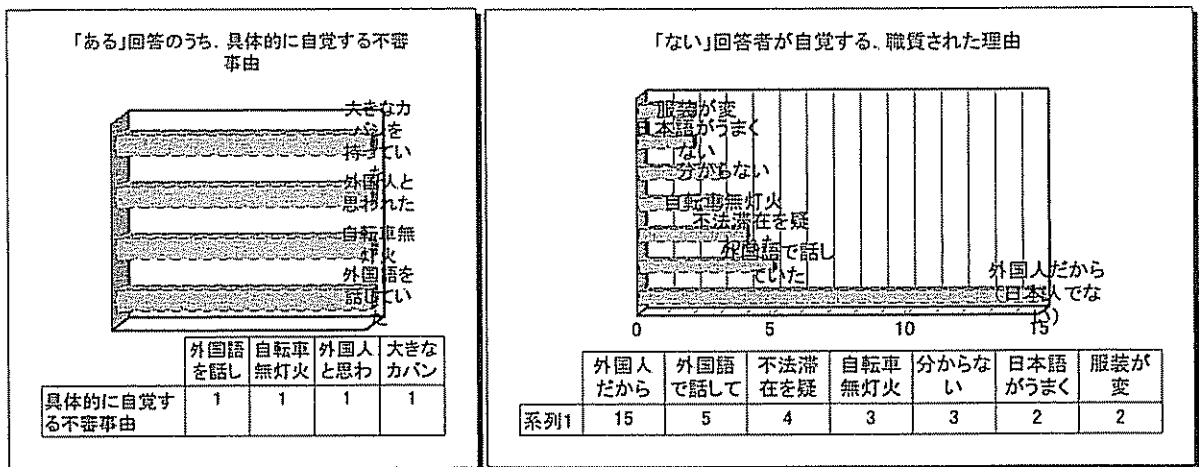 「ある」回答のうち、具体的に自覚する不審
事由
大きなカ
バンを
持ってい
外国人と
思われた
自転車無
灯火
外国語を
話してい
た
外国語
を話し
自転車
無灯火
外国人
と思わ
大きな
カバン
具体的に自覚す
る不審事由
1
1
1
1
「ない」回答者が自覚する、職質された理由
服装が変
本語がうまく
ない
分からない
自転車無灯火
不法滞在を疑
外国語で話し
ていた
外国人だから
(日本人でな
い)
0
5
10
15
外国人
だから
外国語
で話して
不法滞
在を疑
自転車
無灯火
分からな
い
日本語
がうまく
服装が
変
系列1
15
5
4
3
3
2
2